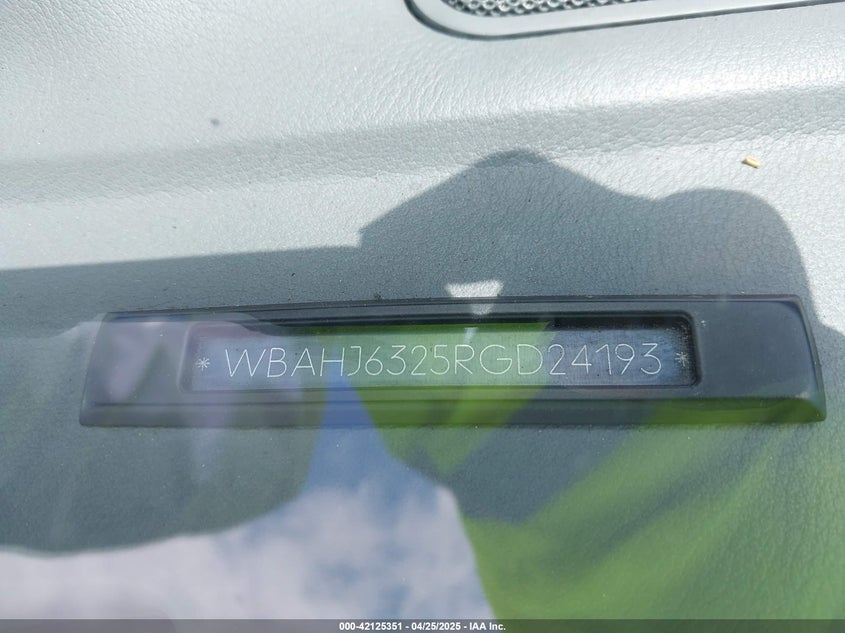 * WBAHJ6325RGD24193 *
000-42125351 - 04/25/2025 - IAA Inc.